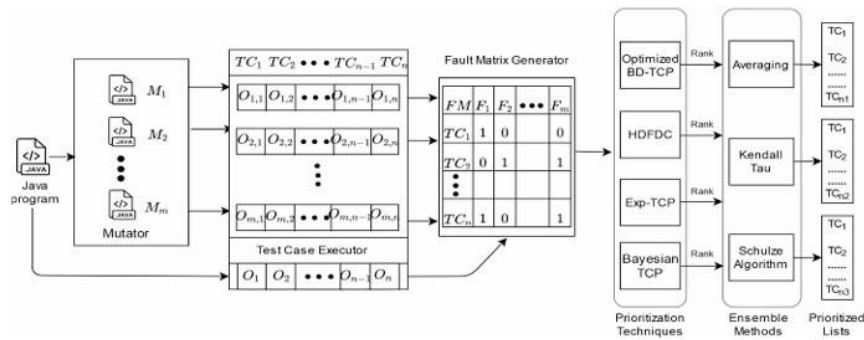 </>
JAVA
Java
program
</>
JAVA
M1
</>
JAVA
M2
•••
</>
JAVA
Mm
Mutator
TC1 TC2 ••• TCn−1 TCn
O1,1 O1,2 ••• O1,n−1 O1,n
O2,1 O2,2 ••• O2,n−1 O2,n
•••
Om,1 Om,2 ••• Om,n−1 Om,n
Test Case Executor
O1 O2 ••• On−1 On
Fault Matrix Generator
FM F1 F2 ••• Fm
TC1 1 0 0
TC2 0 1 1
•••
TCn 1 0 1
Optimized
BD-TCP
HDFDC
Exp-TCP
Bayesian
TCP
Prioritization
Techniques
Rank
Rank
Rank
Rank
Averaging
Kendall
Tau
Schulze
Algorithm
Ensemble
Methods
TC1
TC2
......
......
TCn1
TC1
TC2
......
......
TCn2
TC1
TC2
......
......
TCn3
Prioritized
Lists